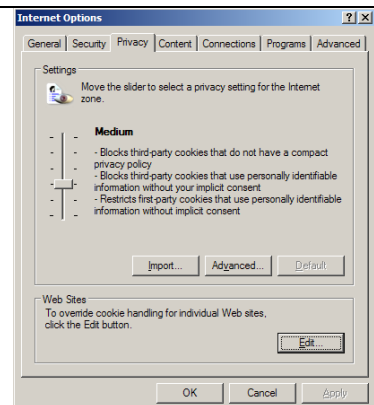 Internet Options
? X
General Security Privacy Content Connections Programs Advanced
Settings
Move the slider to select a privacy setting for the Internet
zone.
Medium
- Blocks third-party cookies that do not have a compact
privacy policy
- Blocks third-party cookies that use personally identifiable
information without your implicit consent
- Restricts first-party cookies that use personally identifiable
information without implicit consent
Import... Advanced... Default
Web Sites
To override cookie handling for individual Web sites,
click the Edit button.
Edit...
OK Cancel Apply